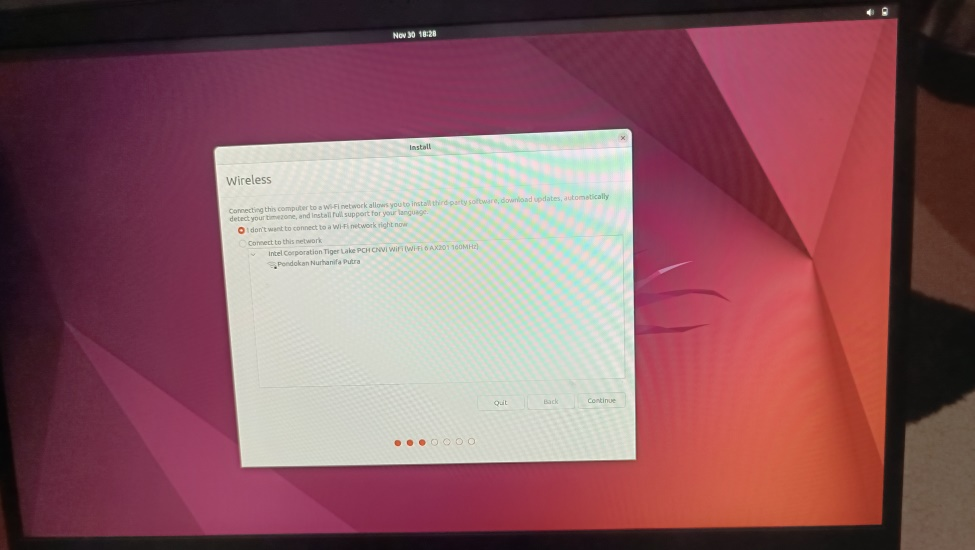 Nov 30 18:28
Install
Wireless
Connecting this computer to a Wi-Fi network allows you to install third-party software, download updates, automatically
detect your timezone, and install full support for your language.
I don't want to connect to a Wi-Fi network right now
Connect to this network
Intel Corporation Tiger Lake PCH CNVi WiFi (Wi-Fi 6 AX201 160MHz)
Pondokan Nurhanifa Putra
Quit Back Continue